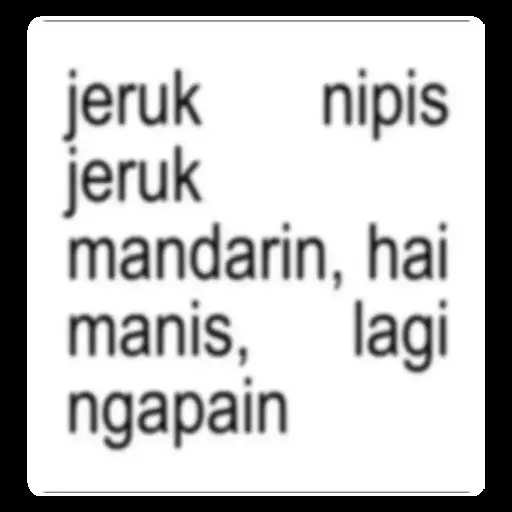 jeruk nipis
jeruk
mandarin, hai
manis, lagi
ngapain